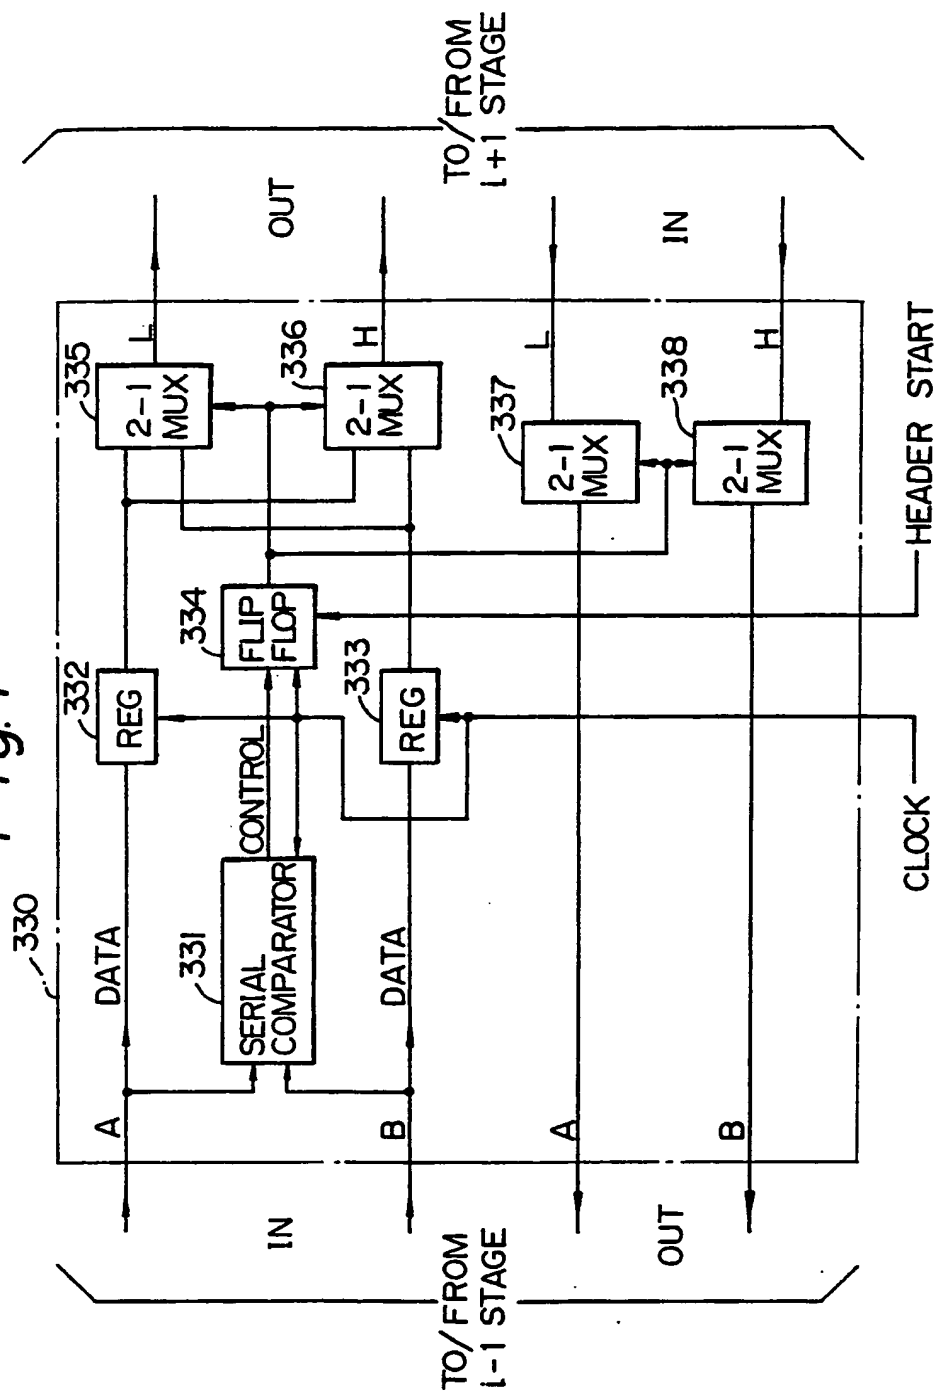 Fig.
330
TO/FROM
i-1 STAGE
IN
OUT
A
B
A
B
DATA
DATA
331
SERIAL
COMPARATOR
CONTROL
332
REG
333
REG
334
FLIP
FLOP
335
2-1
MUX
336
2-1
MUX
337
2-1
MUX
338
2-1
MUX
L
H
L
H
OUT
IN
TO/FROM
i+1 STAGE
CLOCK
HEADER START